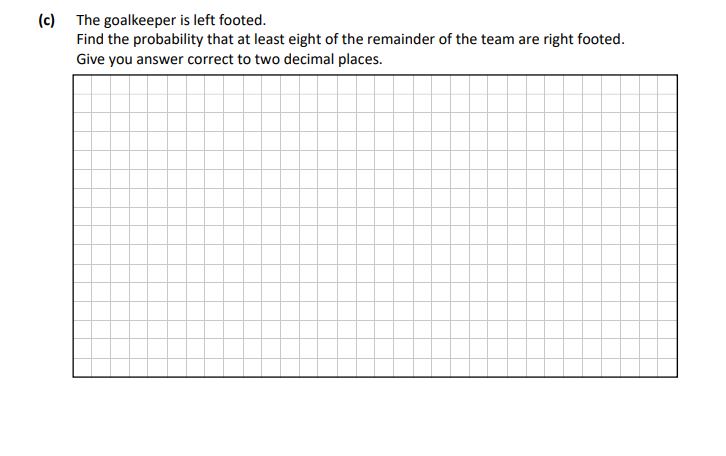 (c) The goalkeeper is left footed.
Find the probability that at least eight of the remainder of the team are right footed.
Give you answer correct to two decimal places.